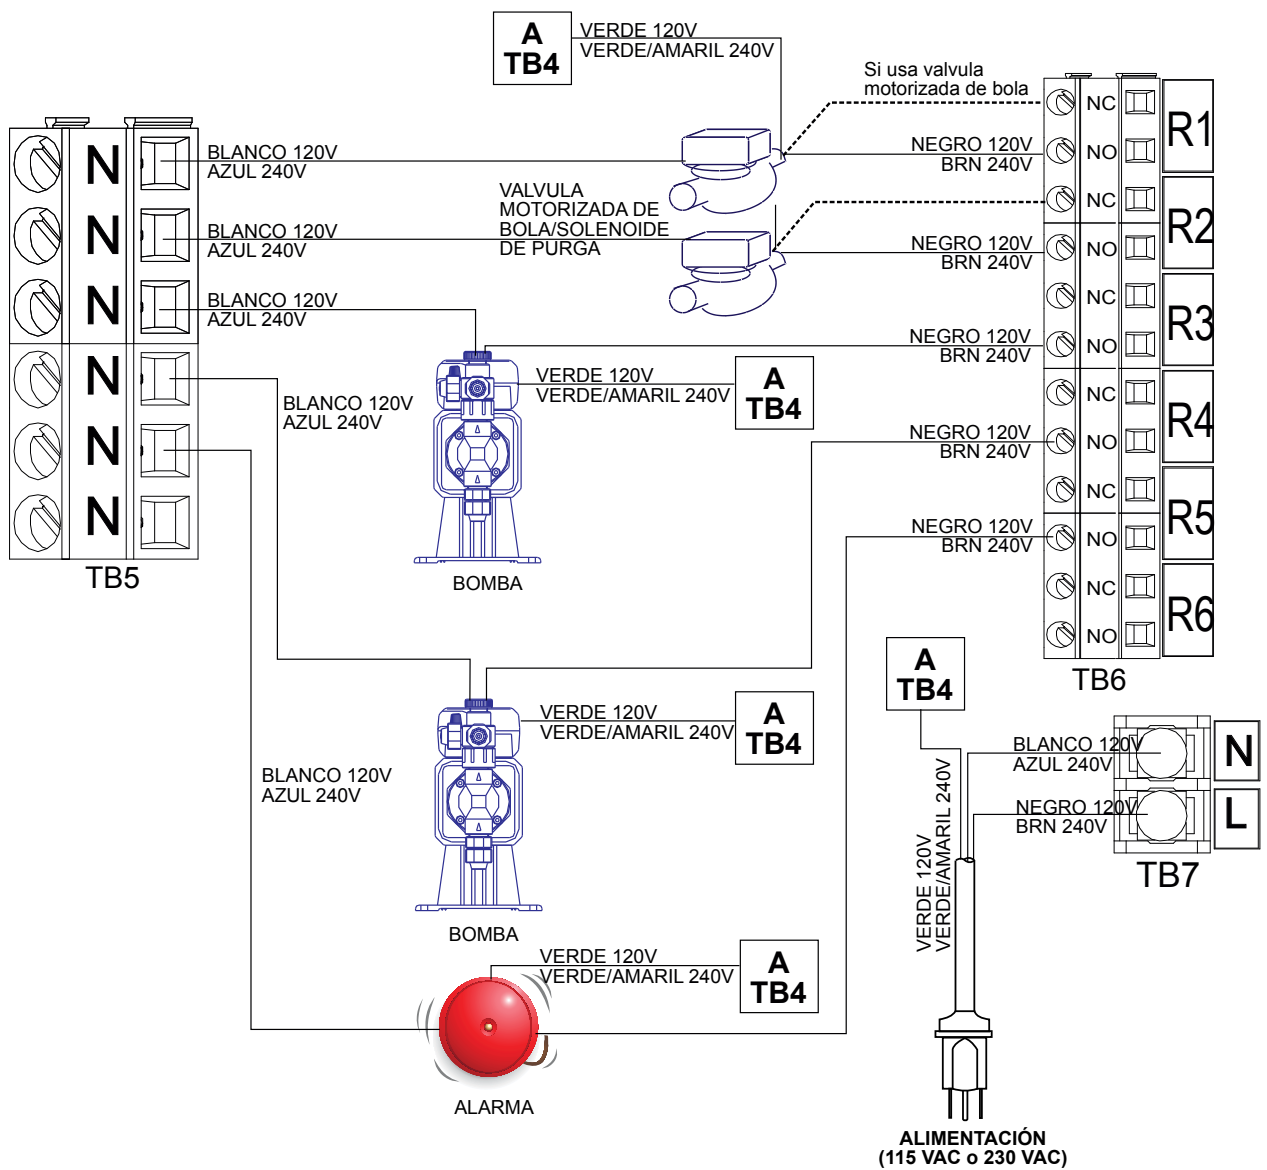 A
TB4
VERDE 120V
VERDE/AMARIL 240V
Si usa valvula
motorizada de bola
N
BLANCO 120V
AZUL 240V
N
BLANCO 120V
AZUL 240V
N
BLANCO 120V
AZUL 240V
N
BLANCO 120V
AZUL 240V
N
BLANCO 120V
AZUL 240V
N
TB5
VALVULA
MOTORIZADA DE
BOLA/SOLENOIDE
DE PURGA
NEGRO 120V
BRN 240V
NEGRO 120V
BRN 240V
NEGRO 120V
BRN 240V
NEGRO 120V
BRN 240V
NEGRO 120V
BRN 240V
NC
NO
R1
NC
NO
R2
NC
NO
R3
NC
NO
R4
NC
NO
R5
NC
NO
R6
TB6
VERDE 120V
VERDE/AMARIL 240V
A
TB4
BOMBA
VERDE 120V
VERDE/AMARIL 240V
A
TB4
BOMBA
VERDE 120V
VERDE/AMARIL 240V
A
TB4
ALARMA
A
TB4
BLANCO 120V
AZUL 240V
N
NEGRO 120V
BRN 240V
L
TB7
VERDE 120V
VERDE/AMARIL 240V
ALIMENTACIÓN
(115 VAC o 230 VAC)